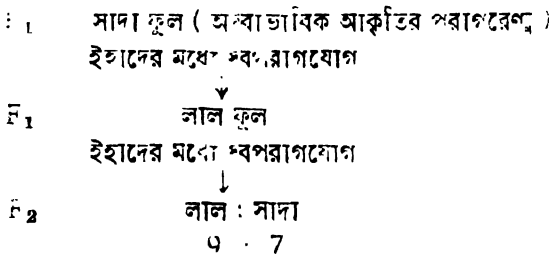 সাদা ফুল ( অস্বাভাবিক আকৃতির পরাগরেণু )
ইহাদের মধ্যে স্বপরাগযোগ
↓
F₁ লাল ফুল
ইহাদের মধ্যে স্বপরাগযোগ
↓
F₂ লাল : সাদা
9 : 7